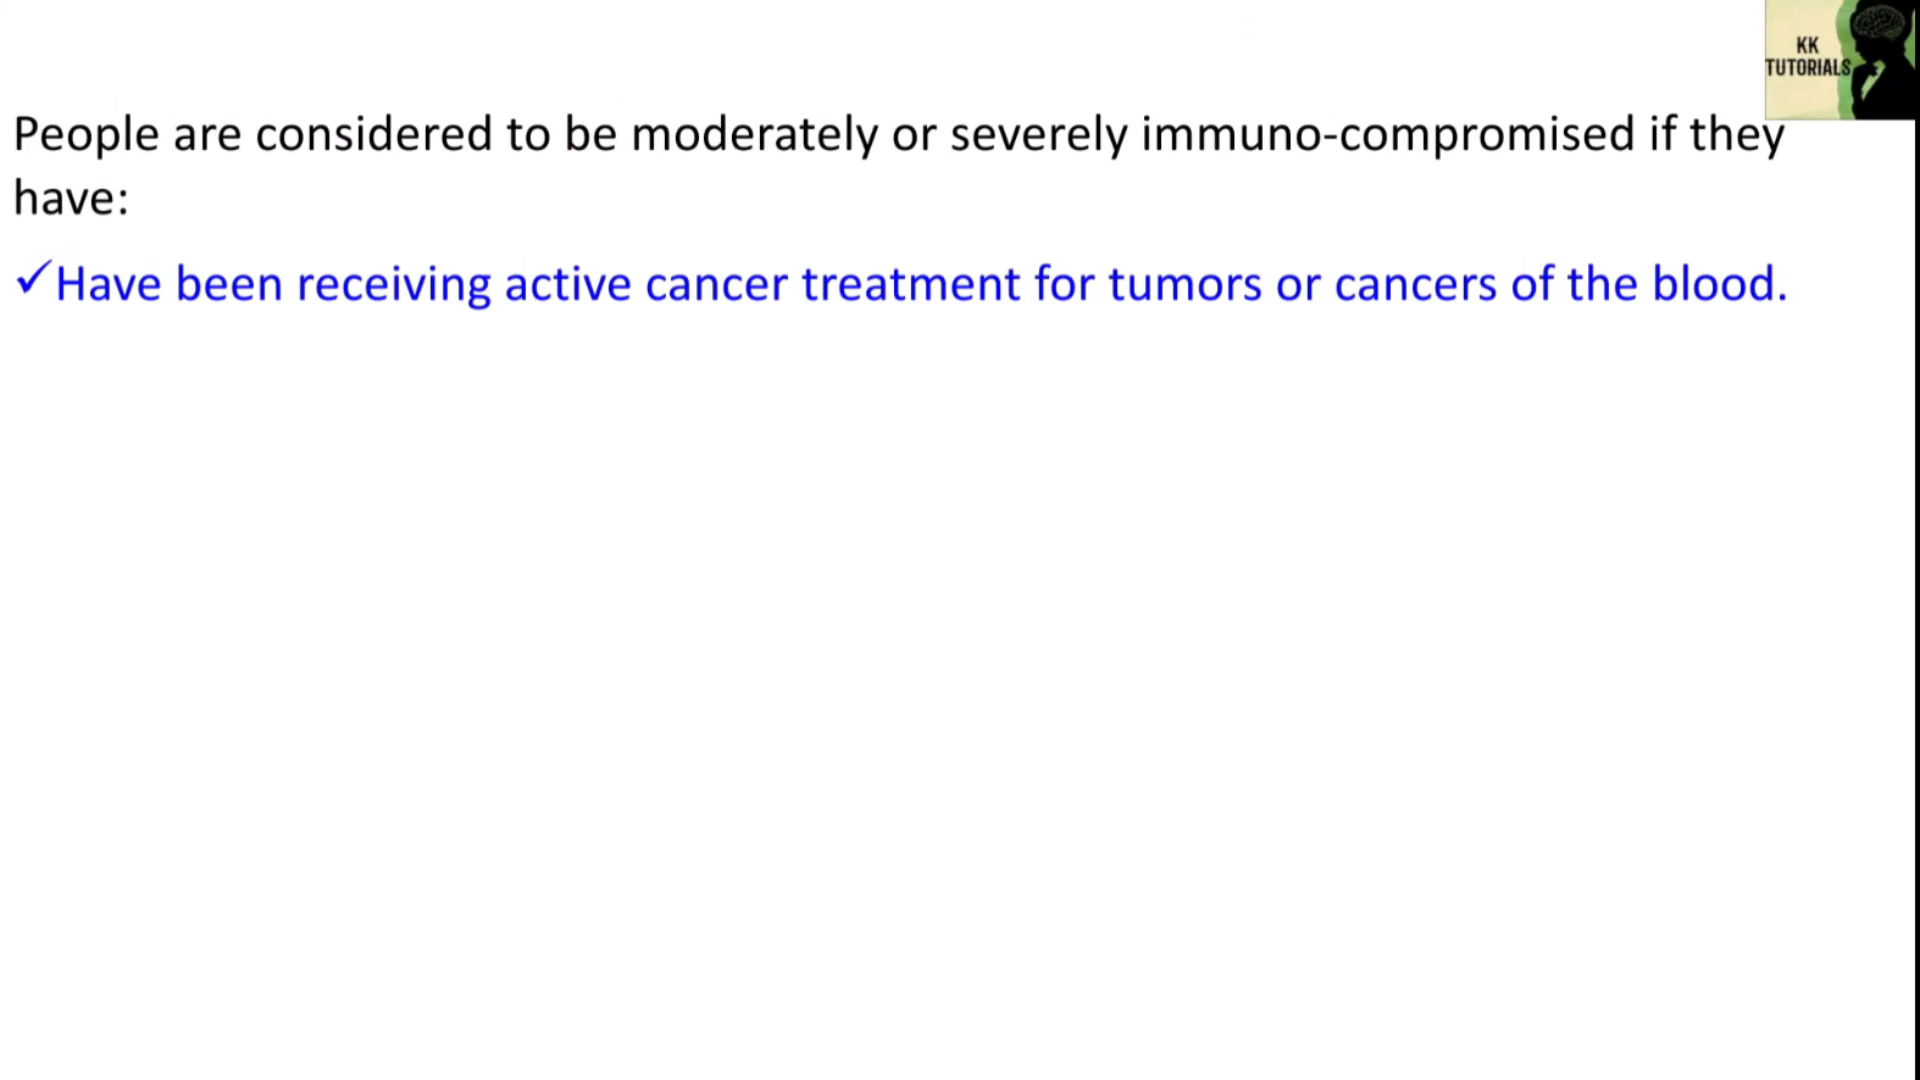 KK
TUTORIALS
People are considered to be moderately or severely immuno-compromised if they
have:
✓Have been receiving active cancer treatment for tumors or cancers of the blood.